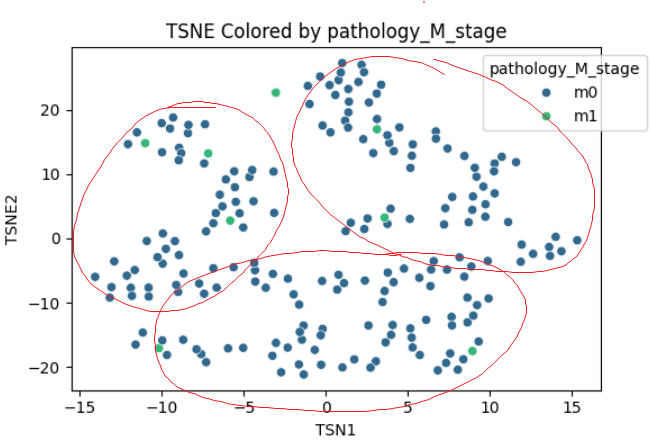 TSNE Colored by pathology_M_stage
pathology_M_stage
m0
m1
20
10
0
−10
−20
TSNE2
−15 −10 −5 0 5 10 15
TSN1